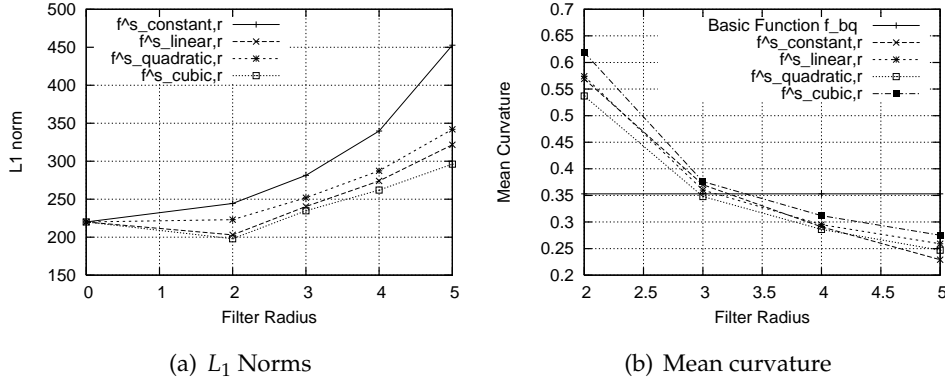 500
450
400
350
300
250
200
150
0
1
2
3
4
5
L1 norm
Filter Radius
f^s_constant,r
f^s_linear,r
f^s_quadratic,r
f^s_cubic,r
(a) L1 Norms
0.7
0.65
0.6
0.55
0.5
0.45
0.4
0.35
0.3
0.25
0.2
2
2.5
3
3.5
4
4.5
5
Mean Curvature
Filter Radius
Basic Function f_bq
f^s_constant,r
f^s_linear,r
f^s_quadratic,r
f^s_cubic,r
(b) Mean curvature